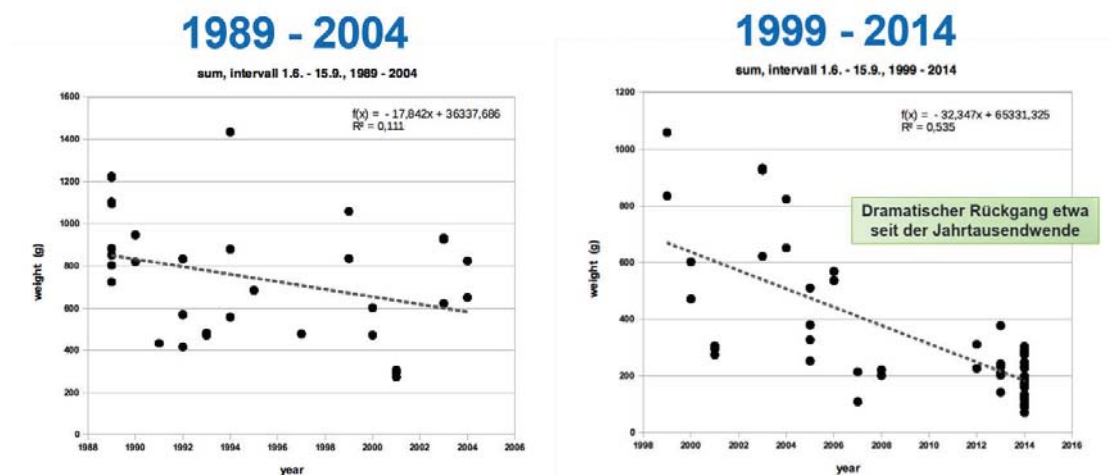 1989 - 2004
sum, intervall 1.6. - 15.9., 1989 - 2004
f(x) = - 17,842x + 36337,686
R² = 0,111
weight (g)
1600
1400
1200
1000
800
600
400
200
0
1988 1990 1992 1994 1996 1998 2000 2002 2004 2006
year
1999 - 2014
sum, intervall 1.6. - 15.9., 1999 - 2014
f(x) = - 32,347x + 65331,325
R² = 0,535
Dramatischer Rückgang etwa
seit der Jahrtausendwende
weight (g)
1200
1000
800
600
400
200
0
1998 2000 2002 2004 2006 2008 2010 2012 2014 2016
year